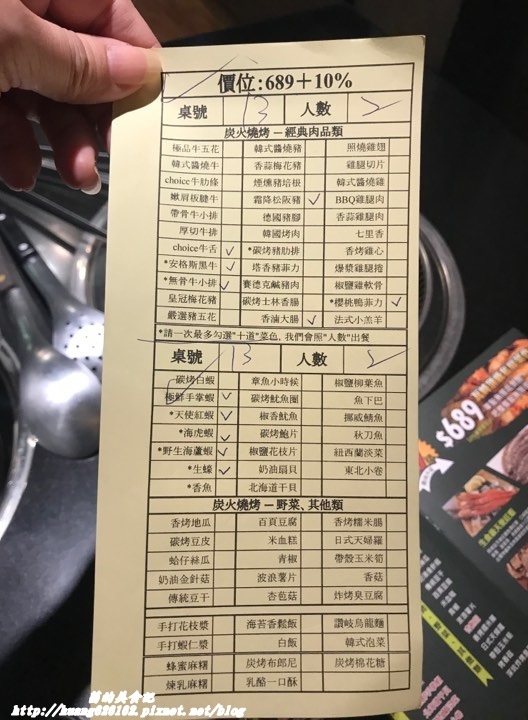 價位:689+10%
桌號 13 人數 2
炭火燒烤 – 經典肉品類
極品牛五花 韓式醬燒豬 照燒雞翅
韓式醬燒牛 香蒜梅花豬 雞腿切片
choice牛肋條 煙燻豬培根 韓式醬燒雞
嫩肩板腱牛 霜降松阪豬 ✓ BBQ雞腿肉
帶骨牛小排 德國豬腳 香蒜雞腿肉
厚切牛排 韓國烤肉 七里香
choice牛舌 ✓ *碳烤豬肋排 香烤雞心
*安格斯黑牛 ✓ 塔香豬菲力 爆漿雞腿捲
*無骨牛小排 ✓ 賽德克鹹豬肉 椒鹽雞軟骨
皇冠梅花豬 碳烤士林香腸 *櫻桃鴨菲力 ✓
嚴選豬五花 香滷大腸 ✓ 法式小羔羊
*請一次最多勾選"十道"菜色, 我們會照"人數"出餐
桌號 13 人數 2
碳烤白蝦 章魚小時候 椒鹽柳葉魚
極鮮手掌蝦 ✓ 碳烤魷魚圈 魚下巴
*天使紅蝦 ✓ 椒香魷魚 挪威鯖魚
*海虎蝦 ✓ 碳烤鮑片 秋刀魚
*野生海蘆蝦 ✓ 椒鹽花枝片 紐西蘭淡菜
*生蠔 ✓ 奶油扇貝 東北小卷
*香魚 北海道干貝
炭火燒烤 – 野菜、其他類
香烤地瓜 百頁豆腐 香烤糯米腸
碳烤豆皮 米血糕 日式天婦羅
蛤仔絲瓜 青椒 帶殼玉米筍
奶油金針菇 波浪薯片 香菇
傳統豆干 杏苞菇 炸烤臭豆腐
手打花枝漿 海苔香鬆飯 讚岐烏龍麵
手打蝦仁漿 白飯 韓式泡菜
蜂蜜麻糬 炭烤布郎尼 炭烤棉花糖
煉乳麻糬 乳酪一口酥
$689
http://huang620162.pixnet.net/blog